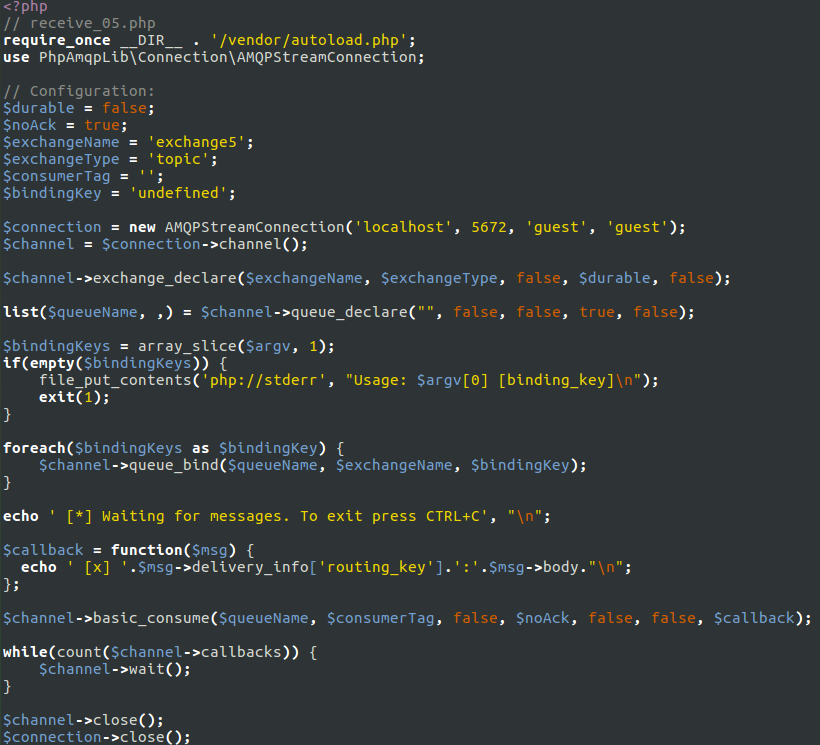 <?php
// receive_05.php
require_once __DIR__ . '/vendor/autoload.php';
use PhpAmqpLib\Connection\AMQPStreamConnection;

// Configuration:
$durable = false;
$noAck = true;
$exchangeName = 'exchange5';
$exchangeType = 'topic';
$consumerTag = '';
$bindingKey = 'undefined';

$connection = new AMQPStreamConnection('localhost', 5672, 'guest', 'guest');
$channel = $connection->channel();

$channel->exchange_declare($exchangeName, $exchangeType, false, $durable, false);

list($queueName, ,) = $channel->queue_declare("", false, false, true, false);

$bindingKeys = array_slice($argv, 1);
if(empty($bindingKeys)) {
    file_put_contents('php://stderr', "Usage: $argv[0] [binding_key]\n");
    exit(1);
}

foreach($bindingKeys as $bindingKey) {
    $channel->queue_bind($queueName, $exchangeName, $bindingKey);
}

echo ' [*] Waiting for messages. To exit press CTRL+C', "\n";

$callback = function($msg) {
  echo ' [x] '.$msg->delivery_info['routing_key'].':'.$msg->body."\n";
};

$channel->basic_consume($queueName, $consumerTag, false, $noAck, false, false, $callback);

while(count($channel->callbacks)) {
    $channel->wait();
}

$channel->close();
$connection->close();